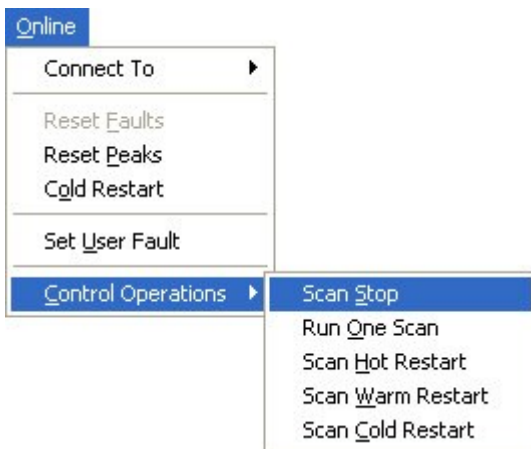 Online
Connect To
Reset Faults
Reset Peaks
Cold Restart
Set User Fault
Control Operations
Scan Stop
Run One Scan
Scan Hot Restart
Scan Warm Restart
Scan Cold Restart